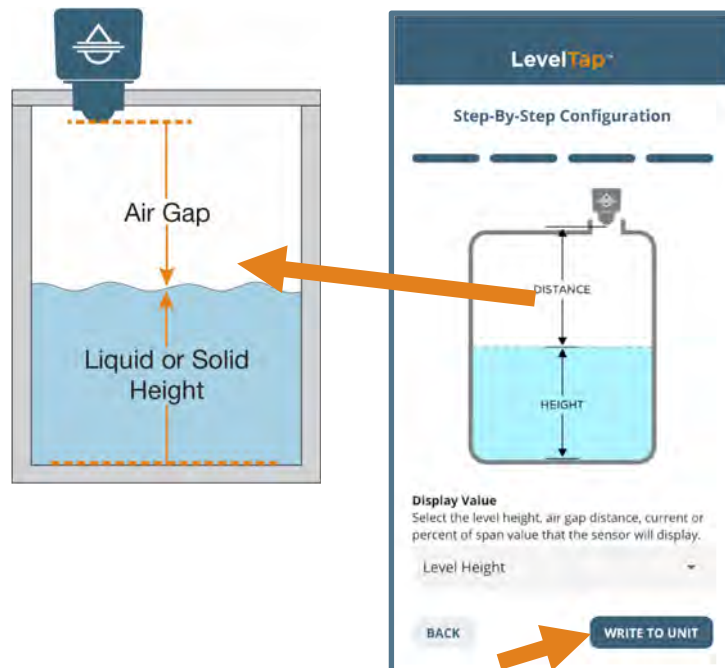 Air Gap
Liquid or Solid
Height
LevelTap™
Step-By-Step Configuration
DISTANCE
HEIGHT
Display Value
Select the level height, air gap distance, current or
percent of span value that the sensor will display.
Level Height
BACK
WRITE TO UNIT